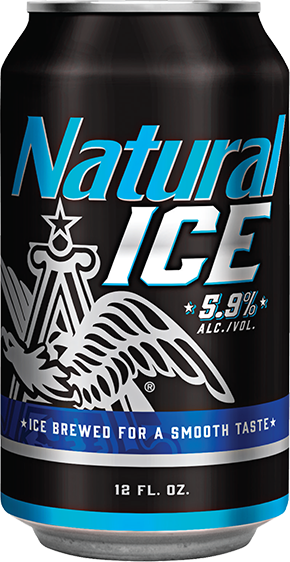 Natural
ICE
★ 5.9% ★
ALC./VOL.
®
★ICE BREWED FOR A SMOOTH TASTE★
12 FL. OZ.